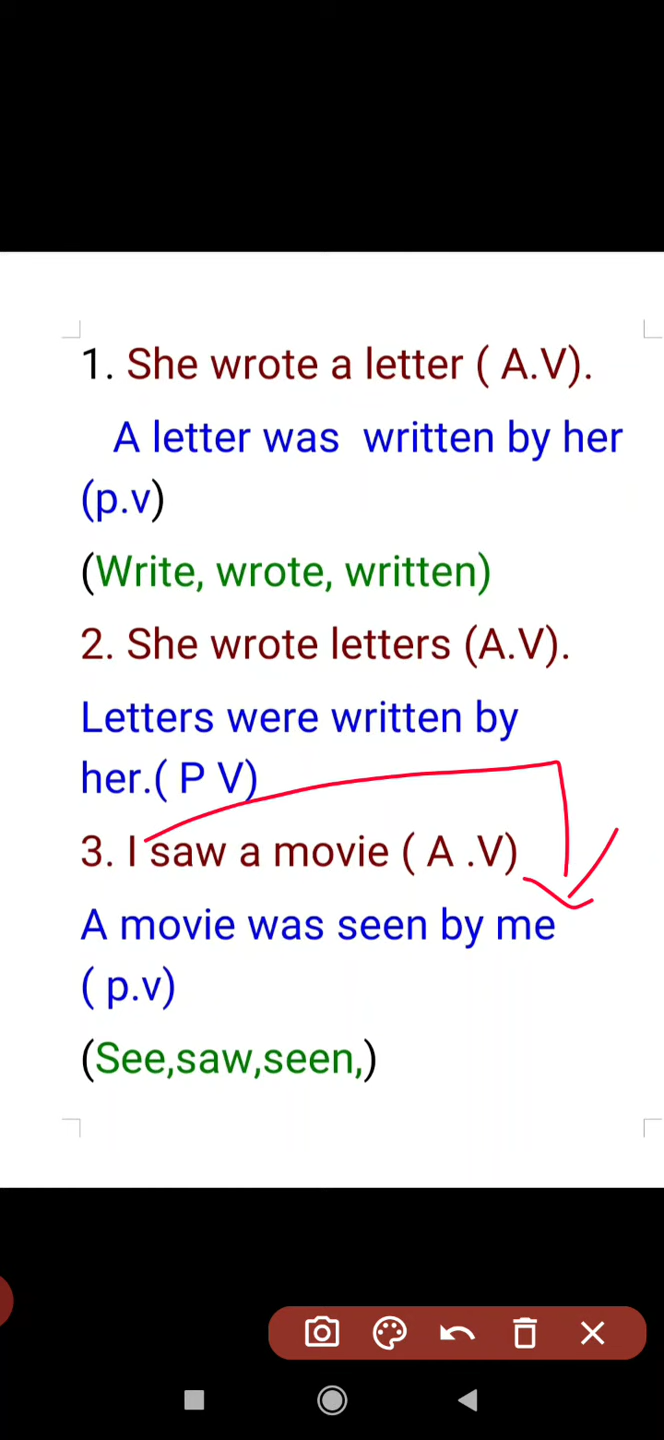 1. She wrote a letter ( A.V).
A letter was  written by her
(p.v)
(Write, wrote, written)
2. She wrote letters (A.V).
Letters were written by
her.( P V)
3. I saw a movie ( A .V)
A movie was seen by me
( p.v)
(See,saw,seen,)